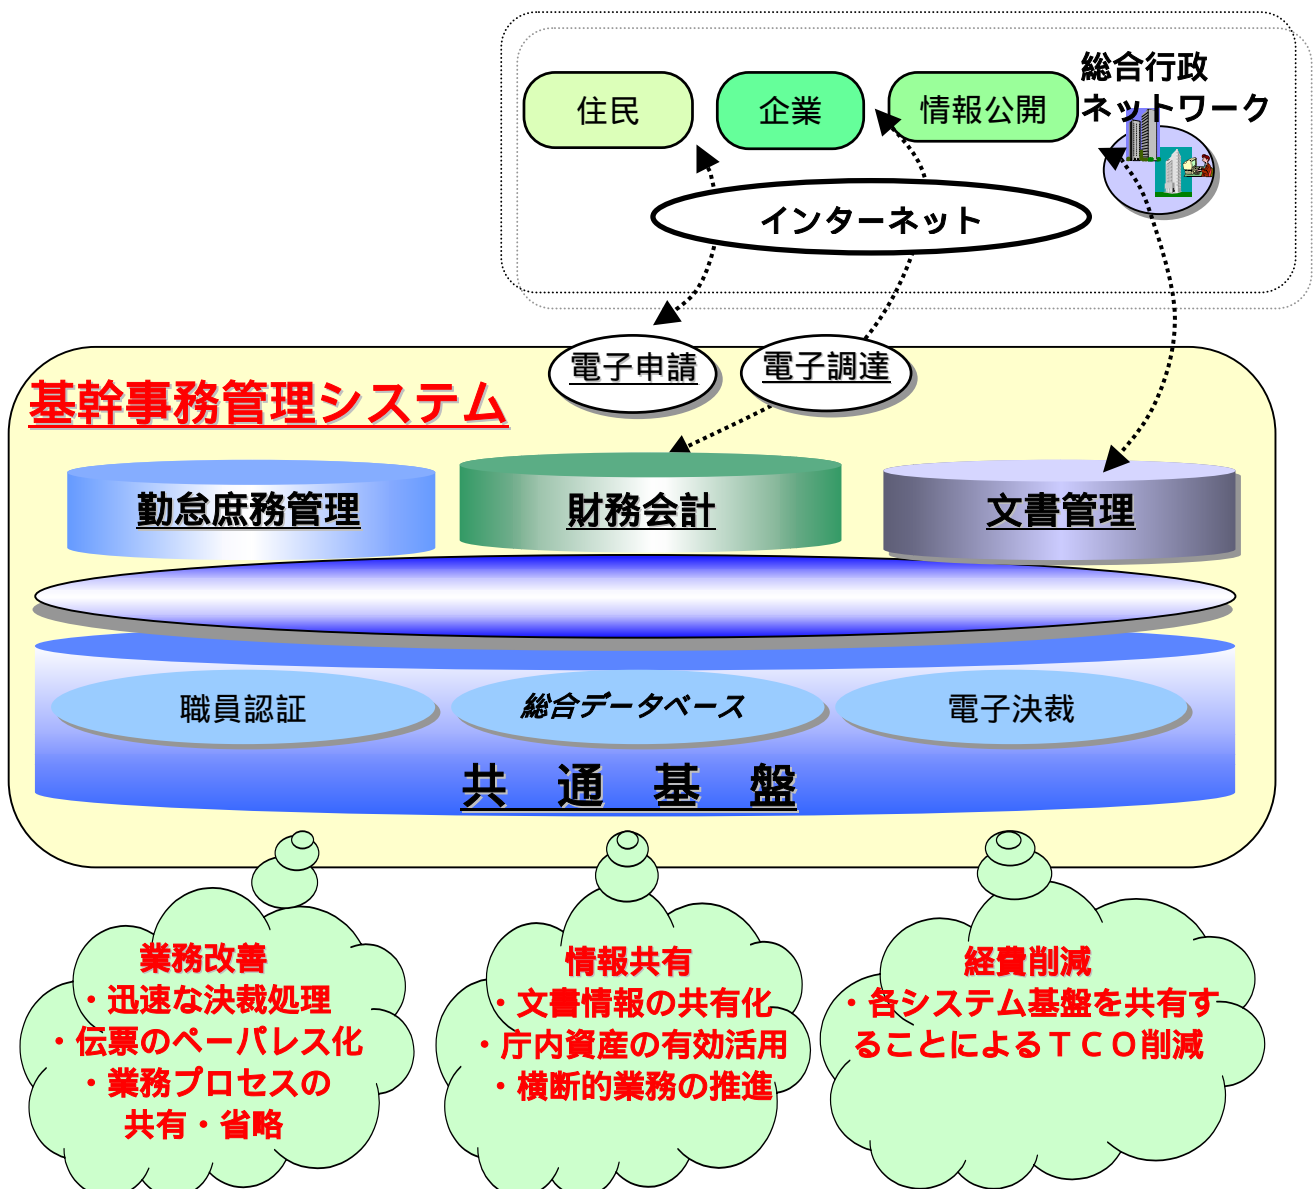 総合行政
ネットワーク
住民
企業
情報公開
インターネット
電子申請
電子調達
基幹事務管理システム
勤怠庶務管理
財務会計
文書管理
職員認証
総合データベース
電子決裁
共　通　基　盤
業務改善
・迅速な決裁処理
・伝票のペーパレス化
・業務プロセスの
共有・省略
情報共有
・文書情報の共有化
・庁内資産の有効活用
・横断的業務の推進
経費削減
・各システム基盤を共有す
ることによるＴＣＯ削減